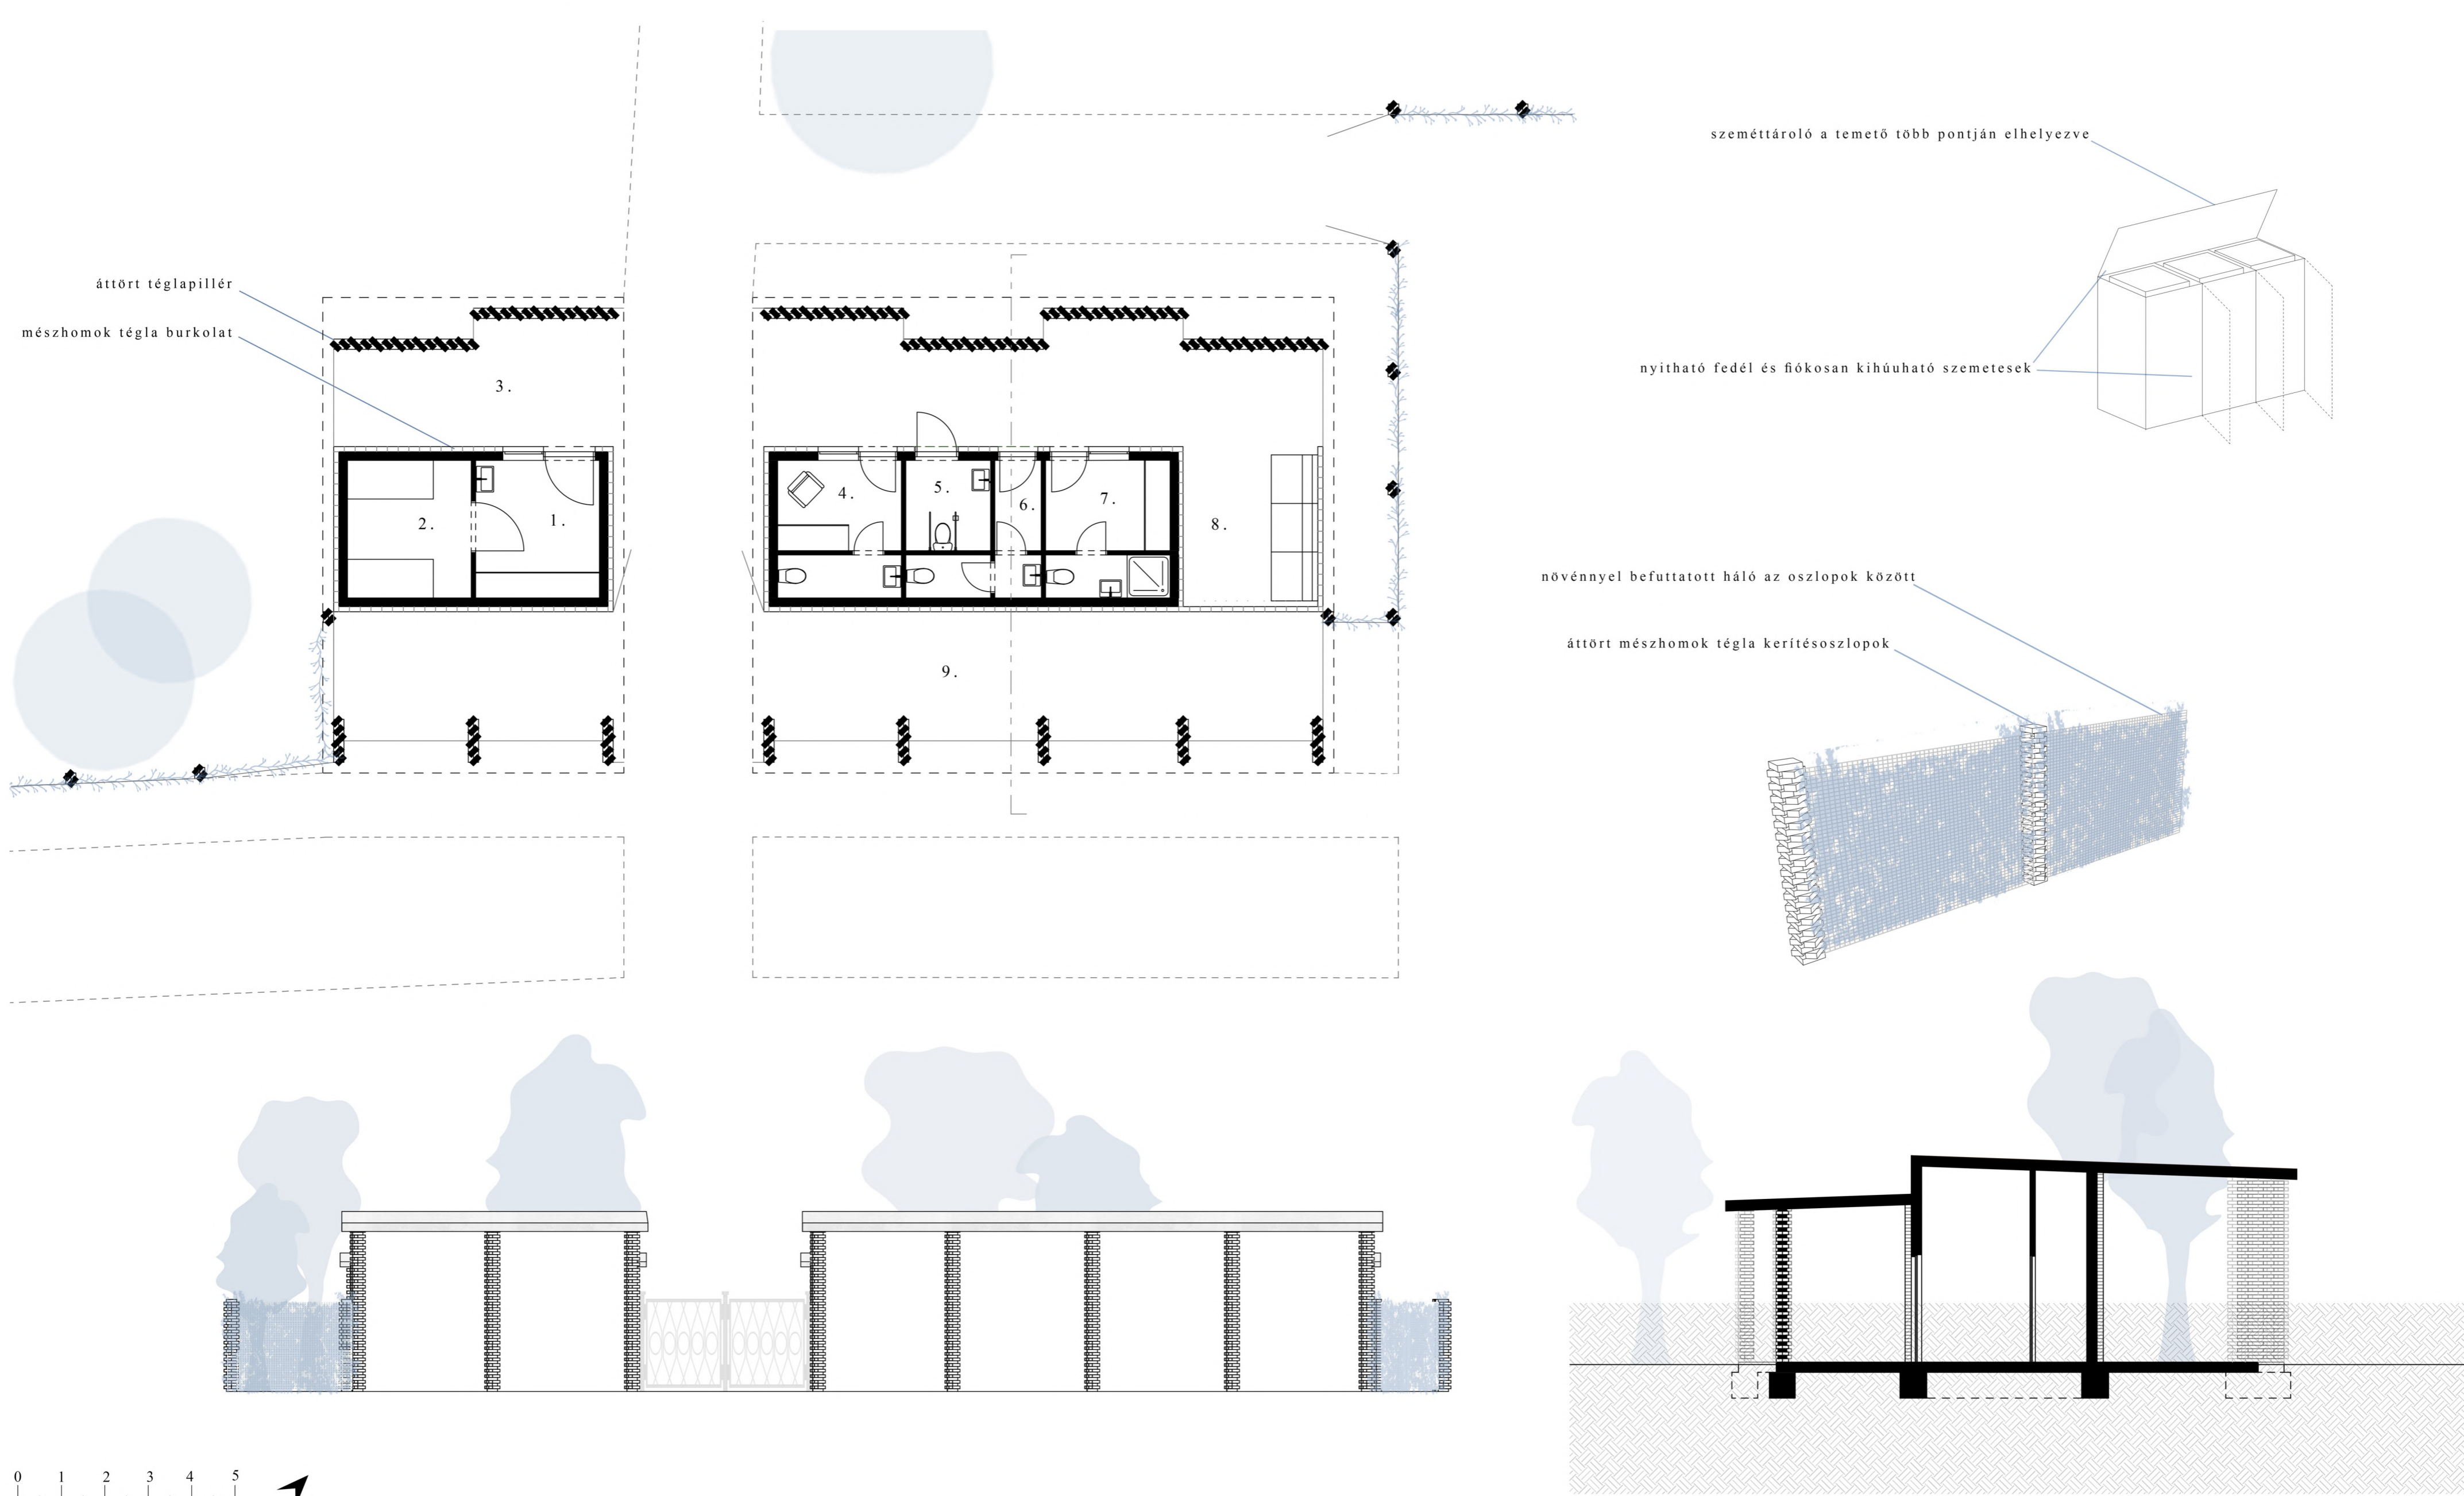 szeméttároló a temető több pontján elhelyezve
áttört téglapillér
mészhomok tégla burkolat
nyitható fedél és fiókosan kihúuható szemetesek
3.
4.
5.
6.
7.
2.
1.
8.
növénnyel befuttatott háló az oszlopok között
áttört mészhomok tégla kerítésoszlopok
9.
0 1 2 3 4 5